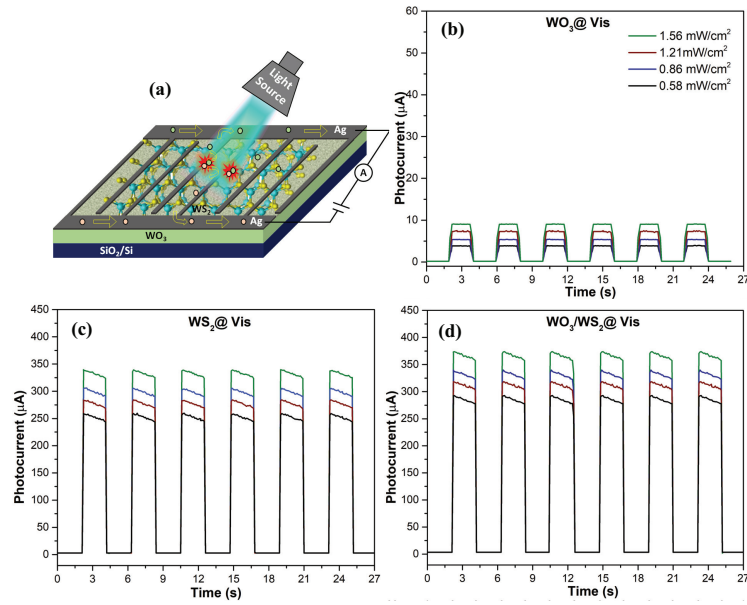 (a)
Light
Source
Ag
WS₂
Ag
A
WO₃
SiO₂/Si
(b)
WO₃@ Vis
1.56 mW/cm²
1.21mW/cm²
0.86 mW/cm²
0.58 mW/cm²
Photocurrent (μA)
60
50
40
30
20
10
0
0 3 6 9 12 15 18 21 24 27
Time (s)
(c)
WS₂@ Vis
Photocurrent (μA)
450
400
350
300
250
200
150
100
50
0
0 3 6 9 12 15 18 21 24 27
Time (s)
(d)
WO₃/WS₂@ Vis
Photocurrent (μA)
450
400
350
300
250
200
150
100
50
0
0 3 6 9 12 15 18 21 24 27
Time (s)